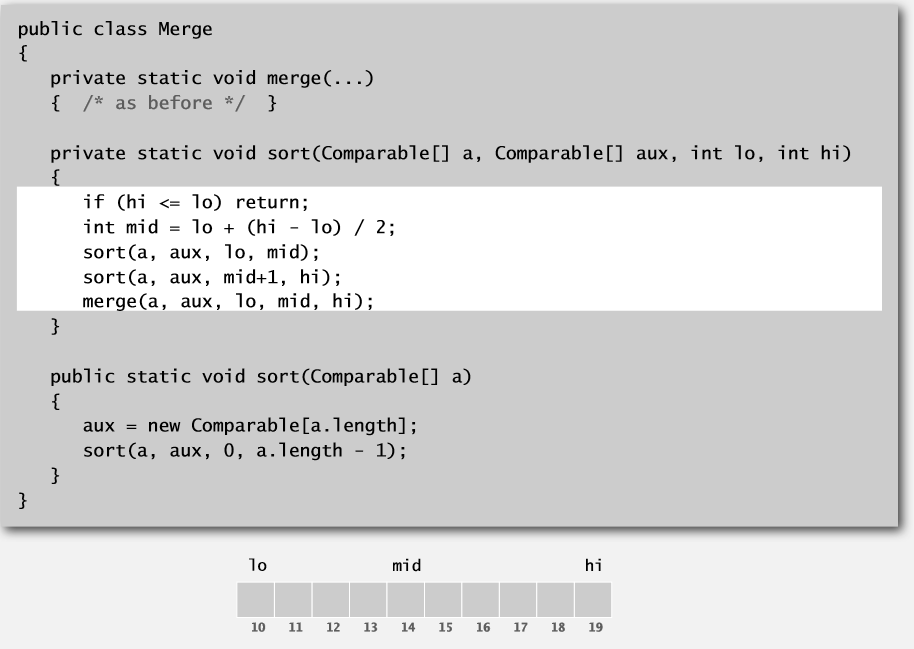 public class Merge
{
   private static void merge(...)
   {  /* as before */  }

   private static void sort(Comparable[] a, Comparable[] aux, int lo, int hi)
   {
      if (hi <= lo) return;
      int mid = lo + (hi - lo) / 2;
      sort(a, aux, lo, mid);
      sort(a, aux, mid+1, hi);
      merge(a, aux, lo, mid, hi);
   }

   public static void sort(Comparable[] a)
   {
      aux = new Comparable[a.length];
      sort(a, aux, 0, a.length - 1);
   }
}
lo mid hi
10 11 12 13 14 15 16 17 18 19